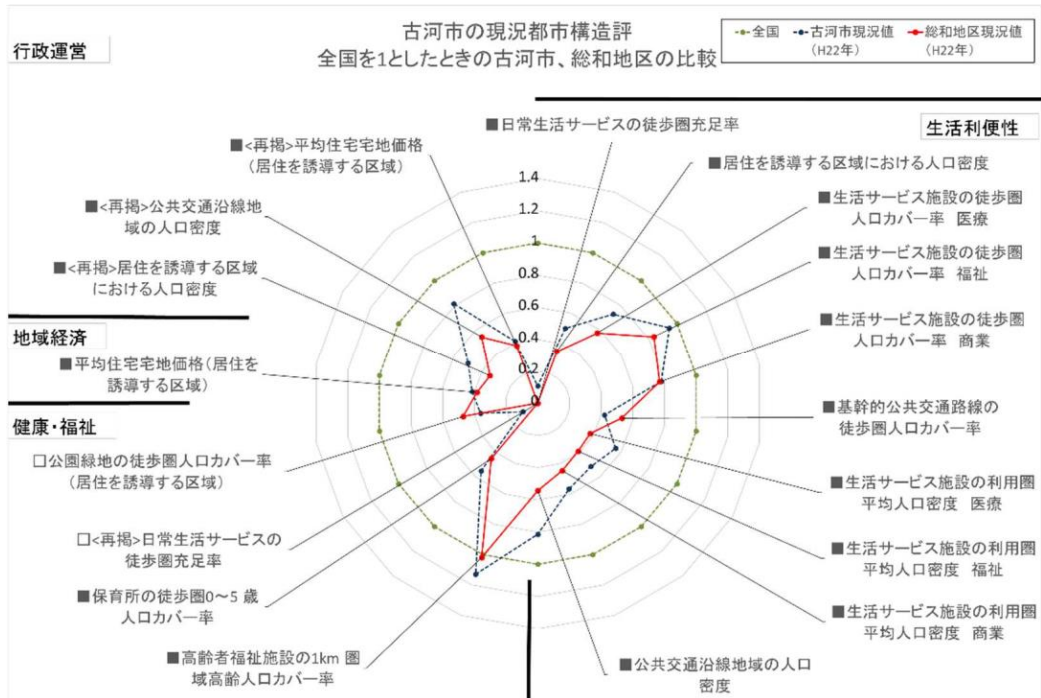 古河市の現況都市構造評
全国を1としたときの古河市、総和地区の比較
全国
古河市現況値
(H22年)
総和地区現況値
(H22年)
行政運営
生活利便性
■日常生活サービスの徒歩圏充足率
■居住を誘導する区域における人口密度
■生活サービス施設の徒歩圏
人口カバー率 医療
■生活サービス施設の徒歩圏
人口カバー率 福祉
■生活サービス施設の徒歩圏
人口カバー率 商業
■基幹的公共交通路線の
徒歩圏人口カバー率
■生活サービス施設の利用圏
平均人口密度 医療
■生活サービス施設の利用圏
平均人口密度 福祉
■生活サービス施設の利用圏
平均人口密度 商業
■公共交通沿線地域の人口
密度
■高齢者福祉施設の1km 圏
域高齢人口カバー率
■保育所の徒歩圏0〜5 歳
人口カバー率
□<再掲>日常生活サービスの
徒歩圏充足率
□公園緑地の徒歩圏人口カバー率
(居住を誘導する区域)
健康・福祉
■平均住宅宅地価格(居住を
誘導する区域)
地域経済
■<再掲>居住を誘導する区域
における人口密度
■<再掲>公共交通沿線地
域の人口密度
■<再掲>平均住宅宅地価格
(居住を誘導する区域)
1.4
1.2
1
0.8
0.6
0.4
0.2
0